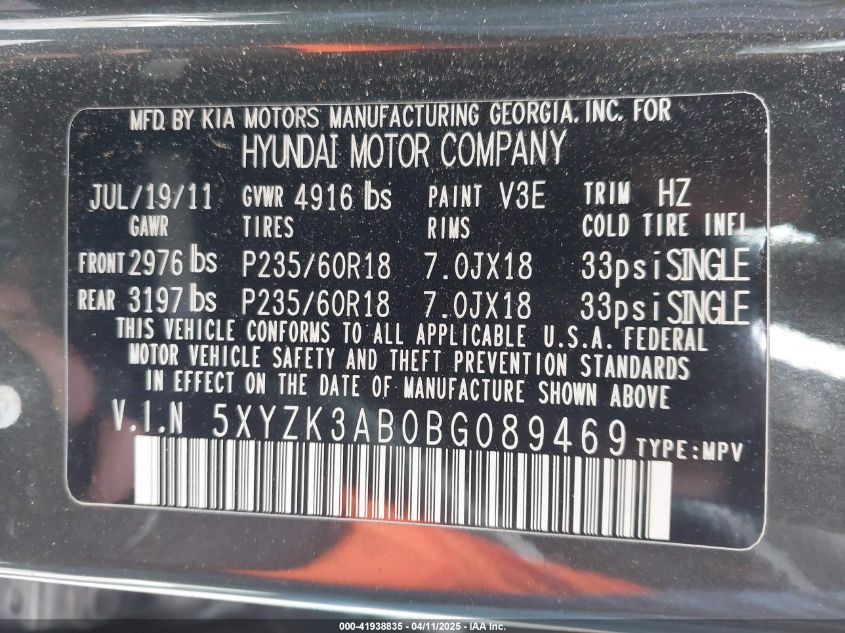 MFD. BY KIA MOTORS MANUFACTURING GEORGIA, INC. FOR
HYUNDAI MOTOR COMPANY
JUL/19/11 GVWR 4916 lbs PAINT V3E TRIM HZ
GAWR TIRES RIMS COLD TIRE INFL
FRONT 2976 lbs P235/60R18 7.0JX18 33psi SINGLE
REAR 3197 lbs P235/60R18 7.0JX18 33psi SINGLE
THIS VEHICLE CONFORMS TO ALL APPLICABLE U.S.A. FEDERAL
MOTOR VEHICLE SAFETY AND THEFT PREVENTION STANDARDS
IN EFFECT ON THE DATE OF MANUFACTURE SHOWN ABOVE
V.I.N 5XYZK3AB0BG089469 TYPE:MPV
000-41938835 - 04/11/2025 - IAA Inc.